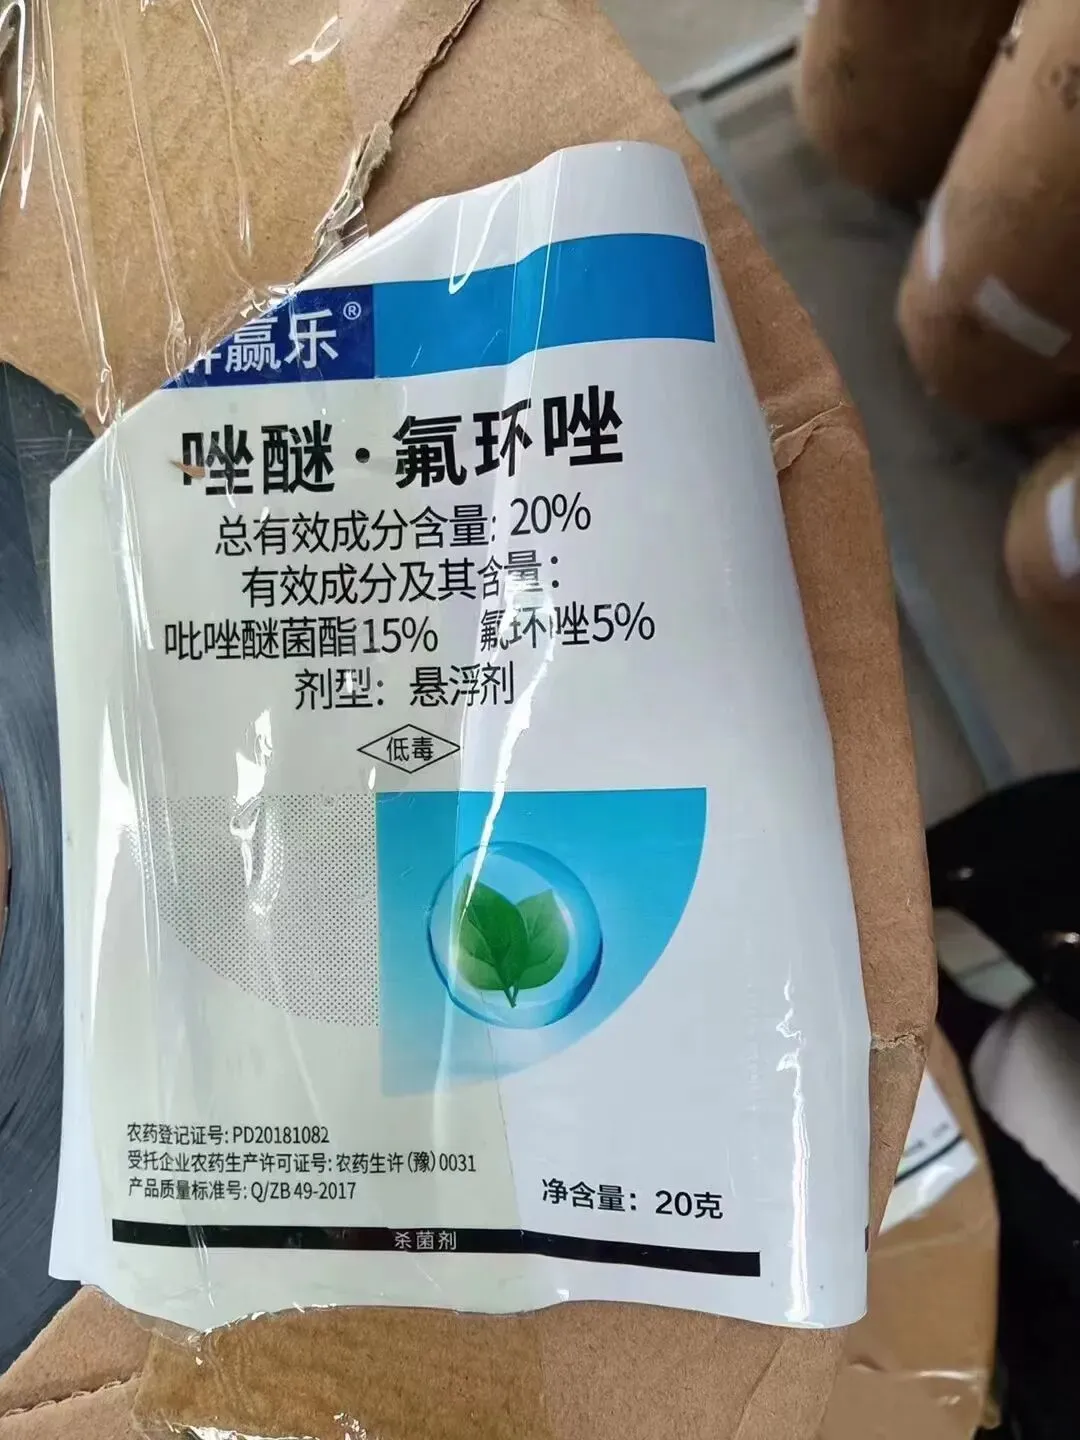 赢乐®
唑醚·氟环唑
总有效成分含量: 20%
有效成分及其含量:
吡唑醚菌酯15% 氟环唑5%
剂型: 悬浮剂
低毒
农药登记证号: PD20181082
受托企业农药生产许可证号: 农药生许(豫)0031
产品质量标准号: Q/ZB 49-2017
净含量: 20克
杀菌剂